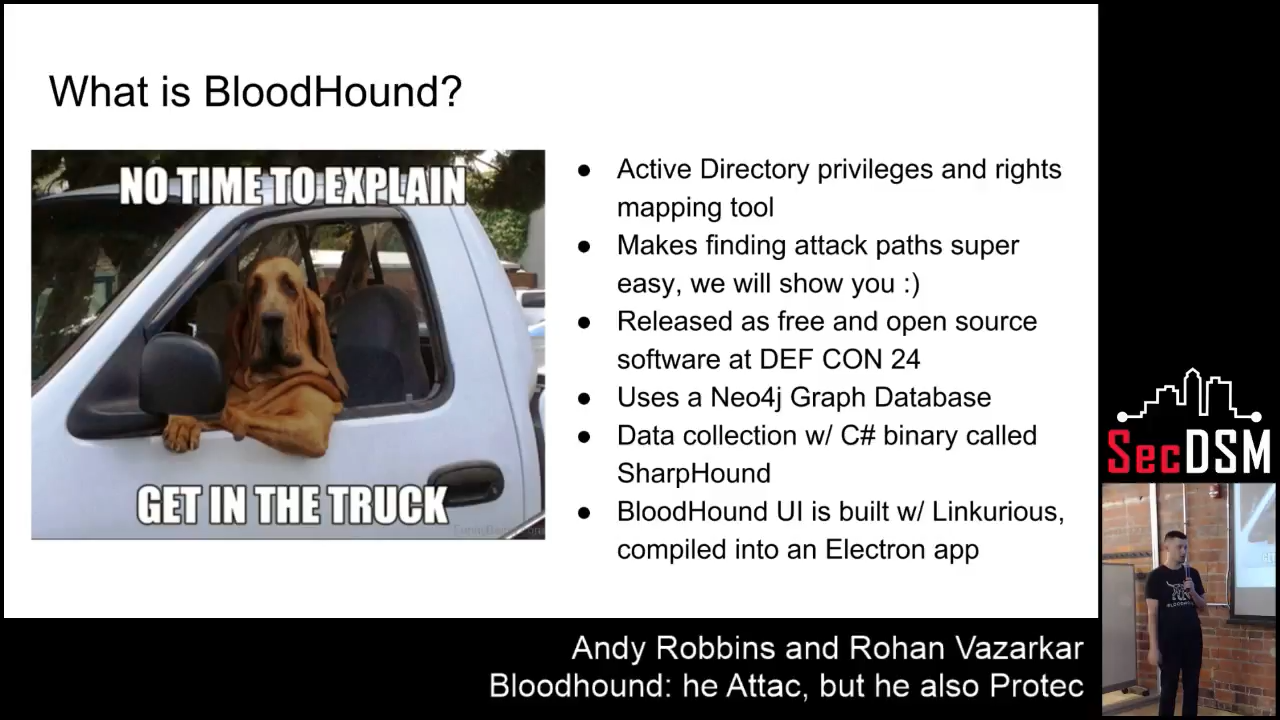 What is BloodHound?
NO TIME TO EXPLAIN
GET IN THE TRUCK
● Active Directory privileges and rights
mapping tool
● Makes finding attack paths super
easy, we will show you :)
● Released as free and open source
software at DEF CON 24
● Uses a Neo4j Graph Database
● Data collection w/ C# binary called
SharpHound
● BloodHound UI is built w/ Linkurious,
compiled into an Electron app
SecDSM
Andy Robbins and Rohan Vazarkar
Bloodhound: he Attac, but he also Protec